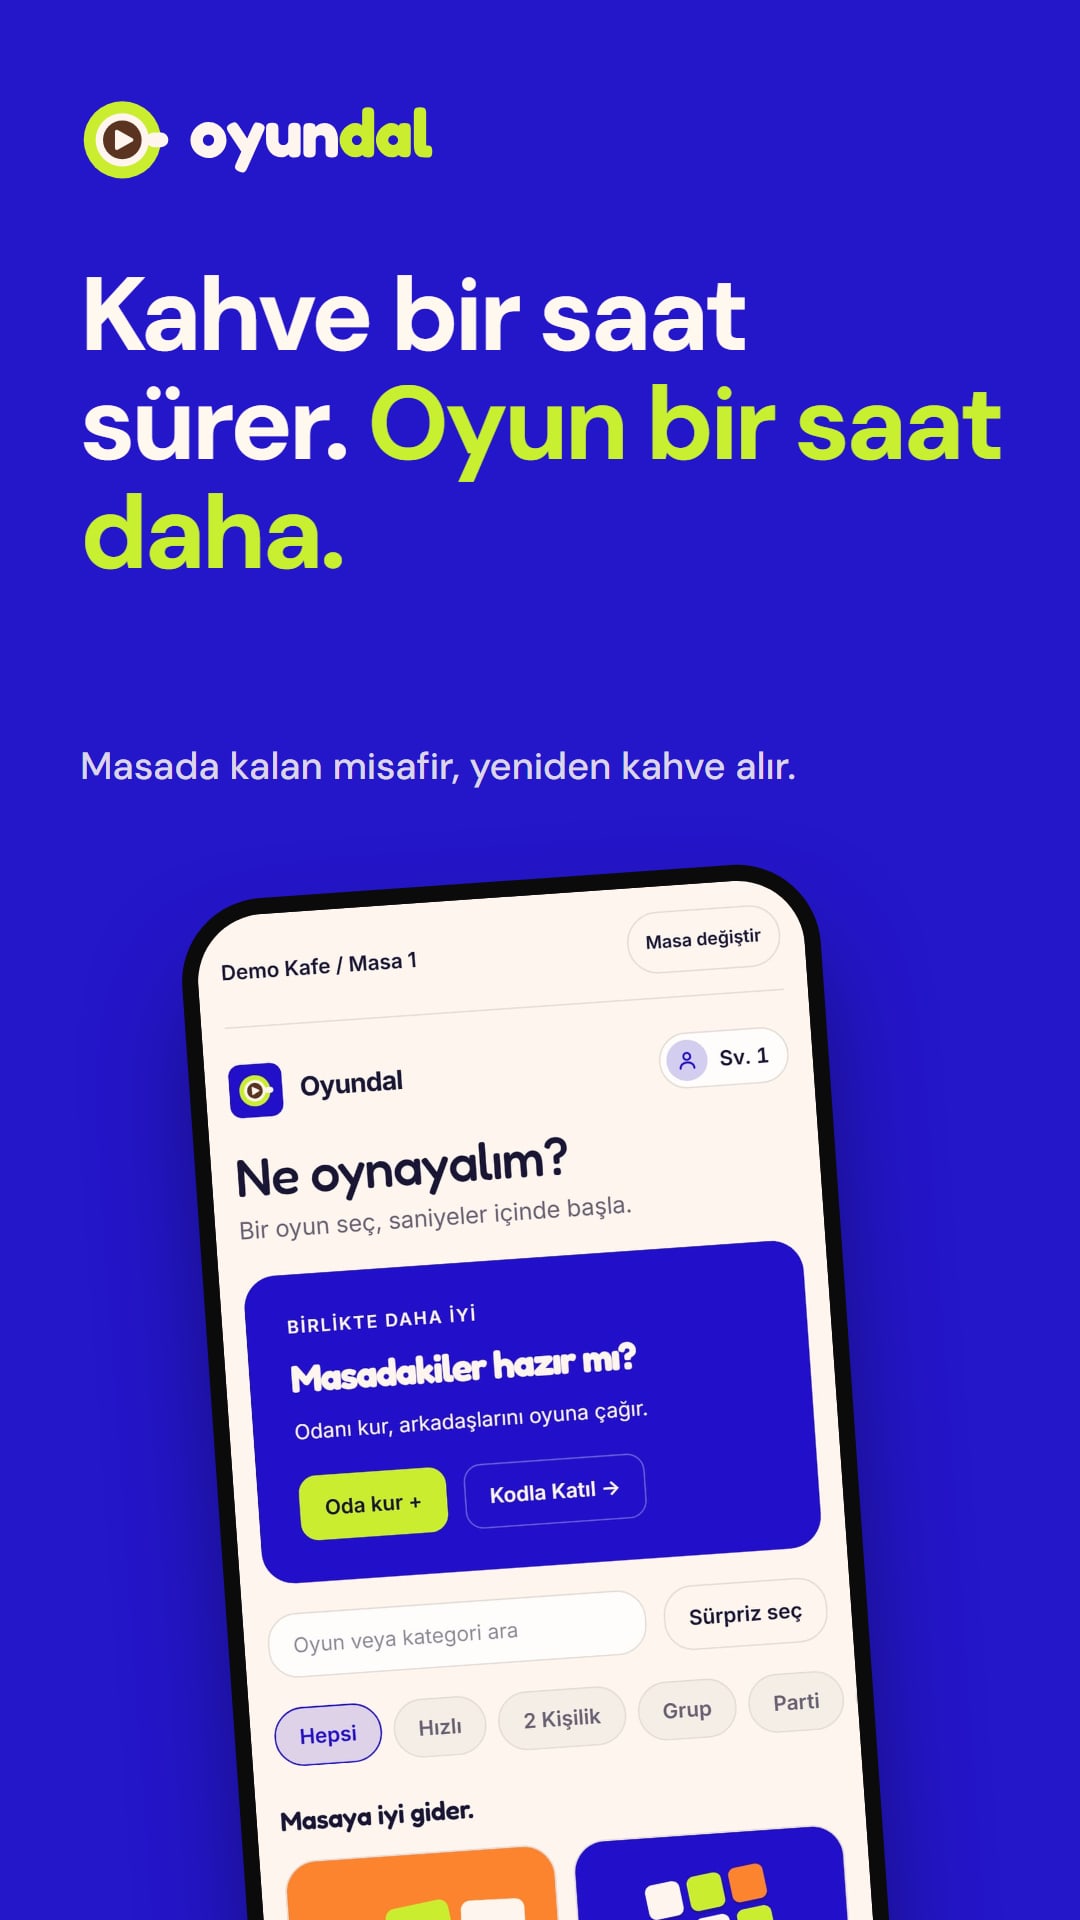 oyundal
Kahve bir saat
sürer. Oyun bir saat
daha.
Masada kalan misafir, yeniden kahve alır.
Demo Kafe / Masa 1
Masa değiştir
Oyundal
Sv. 1
Ne oynayalım?
Bir oyun seç, saniyeler içinde başla.
BİRLİKTE DAHA İYİ
Masadakiler hazır mı?
Odanı kur, arkadaşlarını oyuna çağır.
Oda kur +
Kodla Katıl →
Oyun veya kategori ara
Sürpriz seç
Hepsi
Hızlı
2 Kişilik
Grup
Parti
Masaya iyi gider.